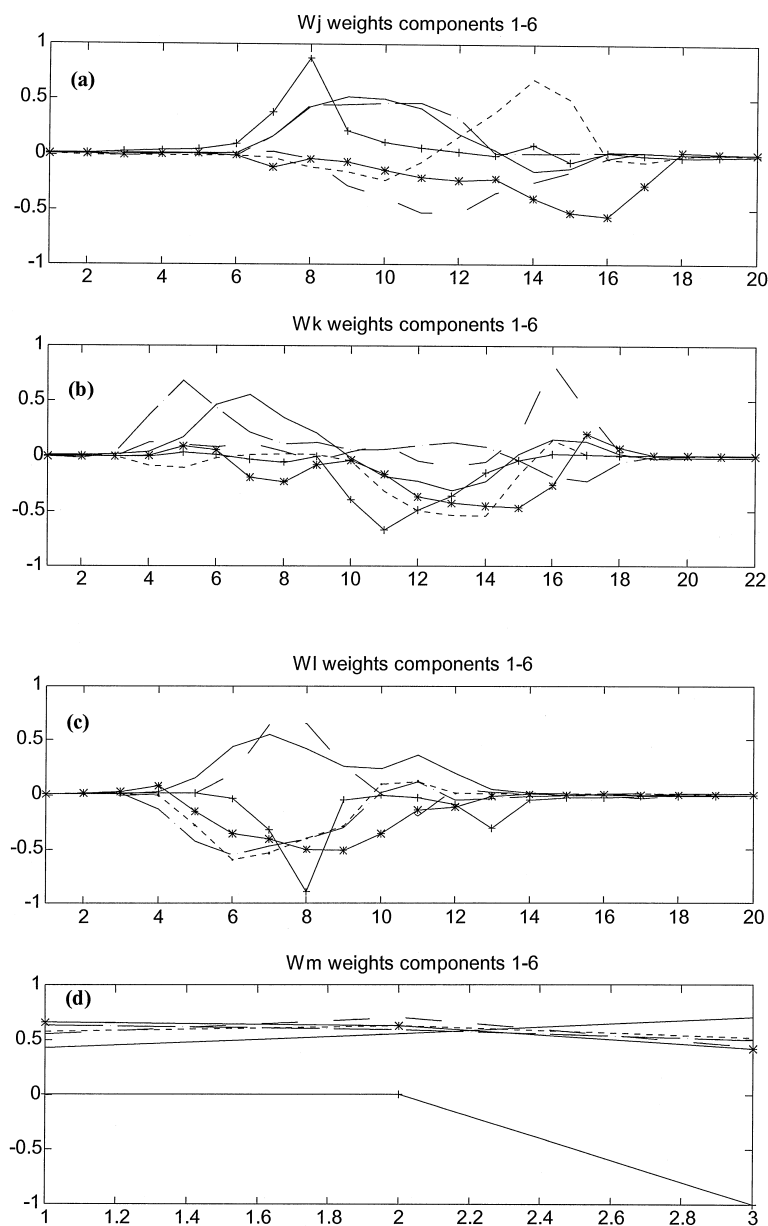 Wj weights components 1-6
1
(a)
0.5
0
-0.5
-1
2 4 6 8 10 12 14 16 18 20
Wk weights components 1-6
1
(b)
0.5
0
-0.5
-1
2 4 6 8 10 12 14 16 18 20 22
Wl weights components 1-6
1
(c)
0.5
0
-0.5
-1
2 4 6 8 10 12 14 16 18 20
Wm weights components 1-6
1
(d)
0.5
0
-0.5
-1
1 1.2 1.4 1.6 1.8 2 2.2 2.4 2.6 2.8 3